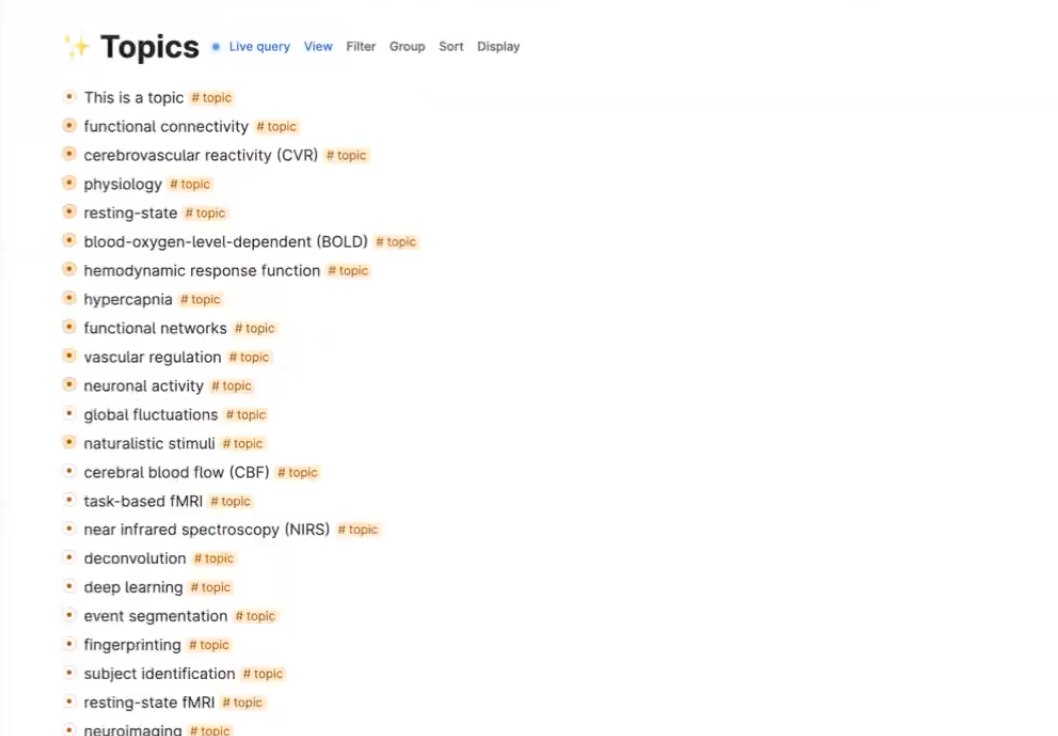 ✨ Topics Live query View Filter Group Sort Display
This is a topic # topic
functional connectivity # topic
cerebrovascular reactivity (CVR) # topic
physiology # topic
resting-state # topic
blood-oxygen-level-dependent (BOLD) # topic
hemodynamic response function # topic
hypercapnia # topic
functional networks # topic
vascular regulation # topic
neuronal activity # topic
global fluctuations # topic
naturalistic stimuli # topic
cerebral blood flow (CBF) # topic
task-based fMRI # topic
near infrared spectroscopy (NIRS) # topic
deconvolution # topic
deep learning # topic
event segmentation # topic
fingerprinting # topic
subject identification # topic
resting-state fMRI # topic
neuroimaging # topic